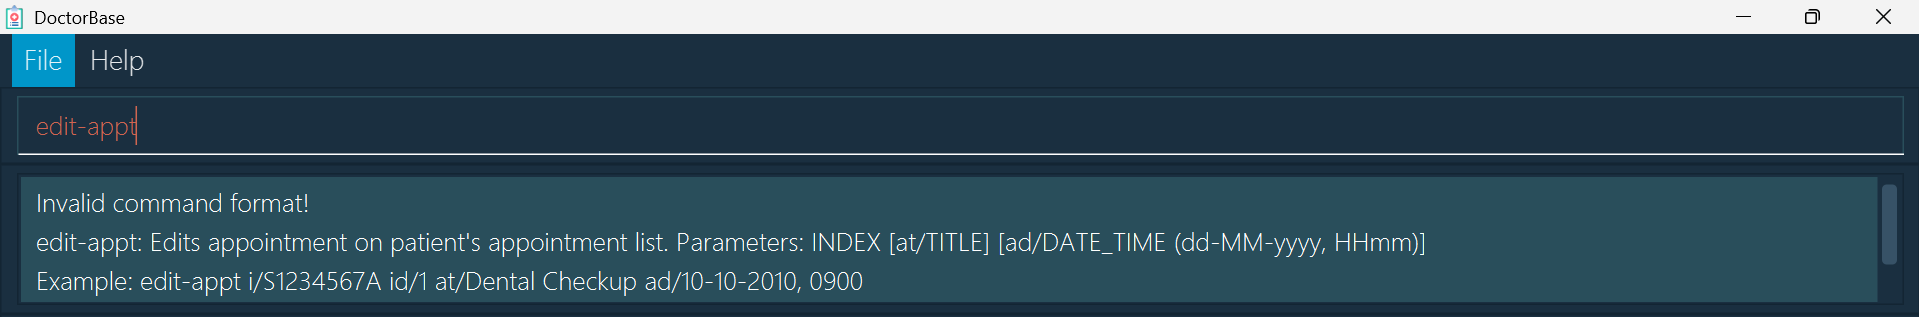 DoctorBase
File Help
edit-appt
Invalid command format!
edit-appt: Edits appointment on patient's appointment list. Parameters: INDEX [at/TITLE] [ad/DATE_TIME (dd-MM-yyyy, HHmm)]
Example: edit-appt i/S1234567A id/1 at/Dental Checkup ad/10-10-2010, 0900